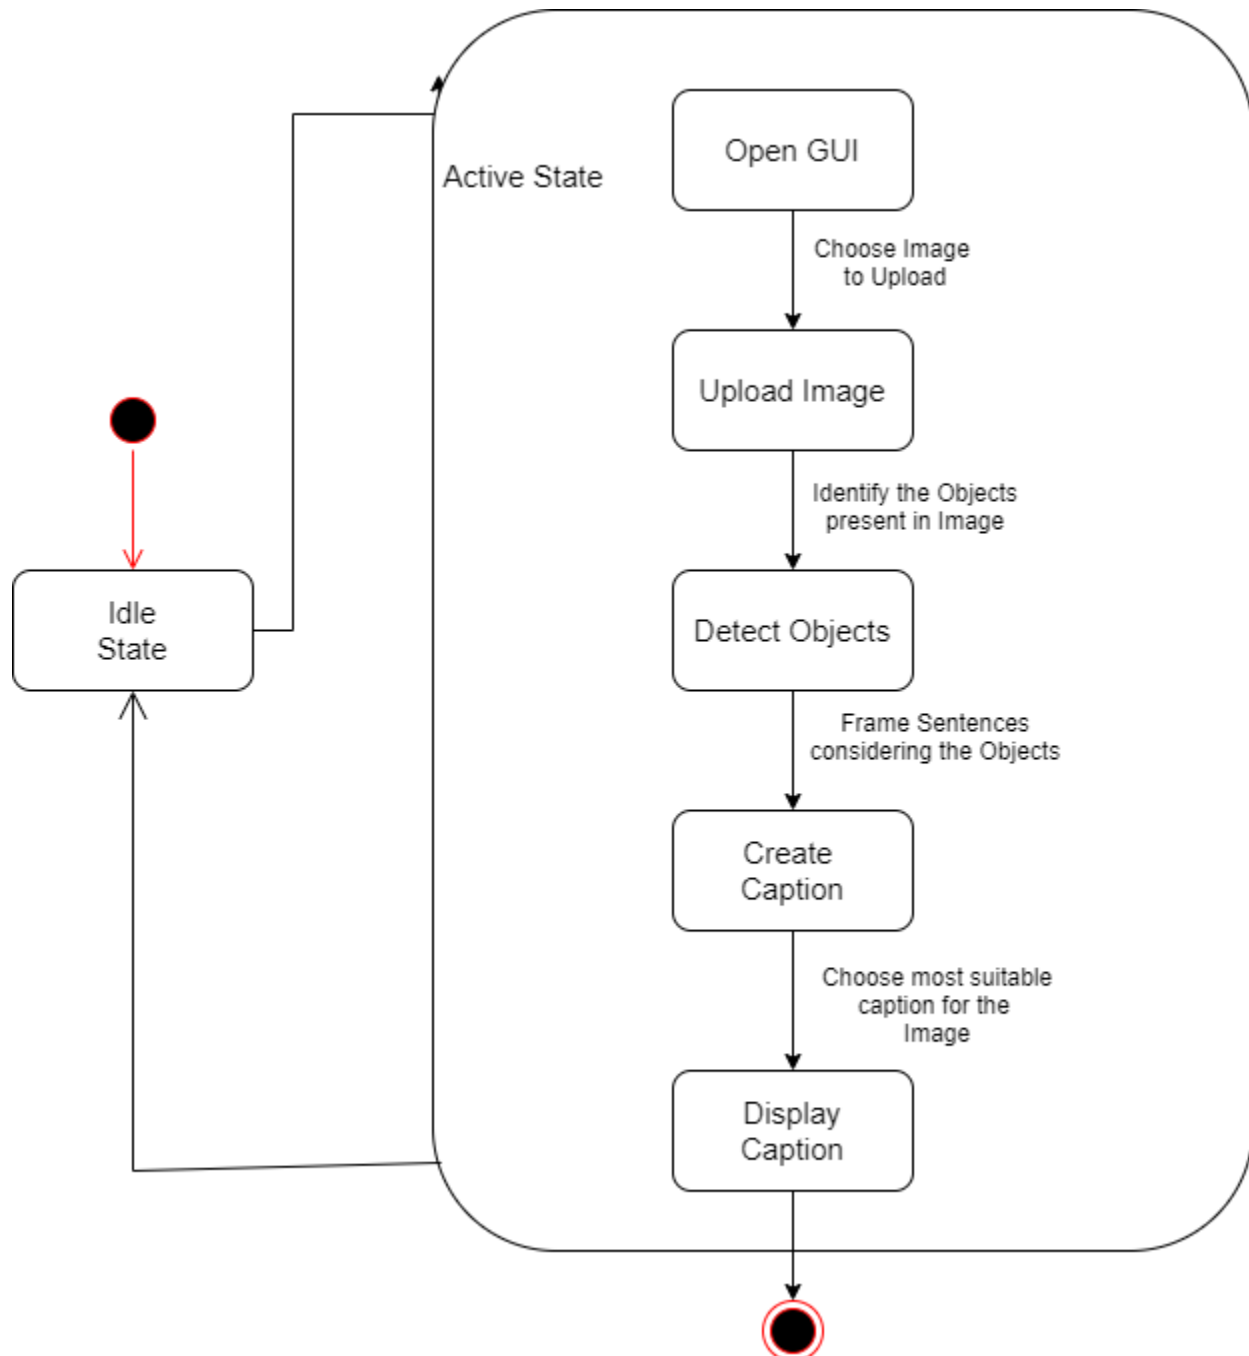 Open GUI
Active State
Choose Image
to Upload
Upload Image
Identify the Objects
present in Image
Idle
State
Detect Objects
Frame Sentences
considering the Objects
Create
Caption
Choose most suitable
caption for the
Image
Display
Caption